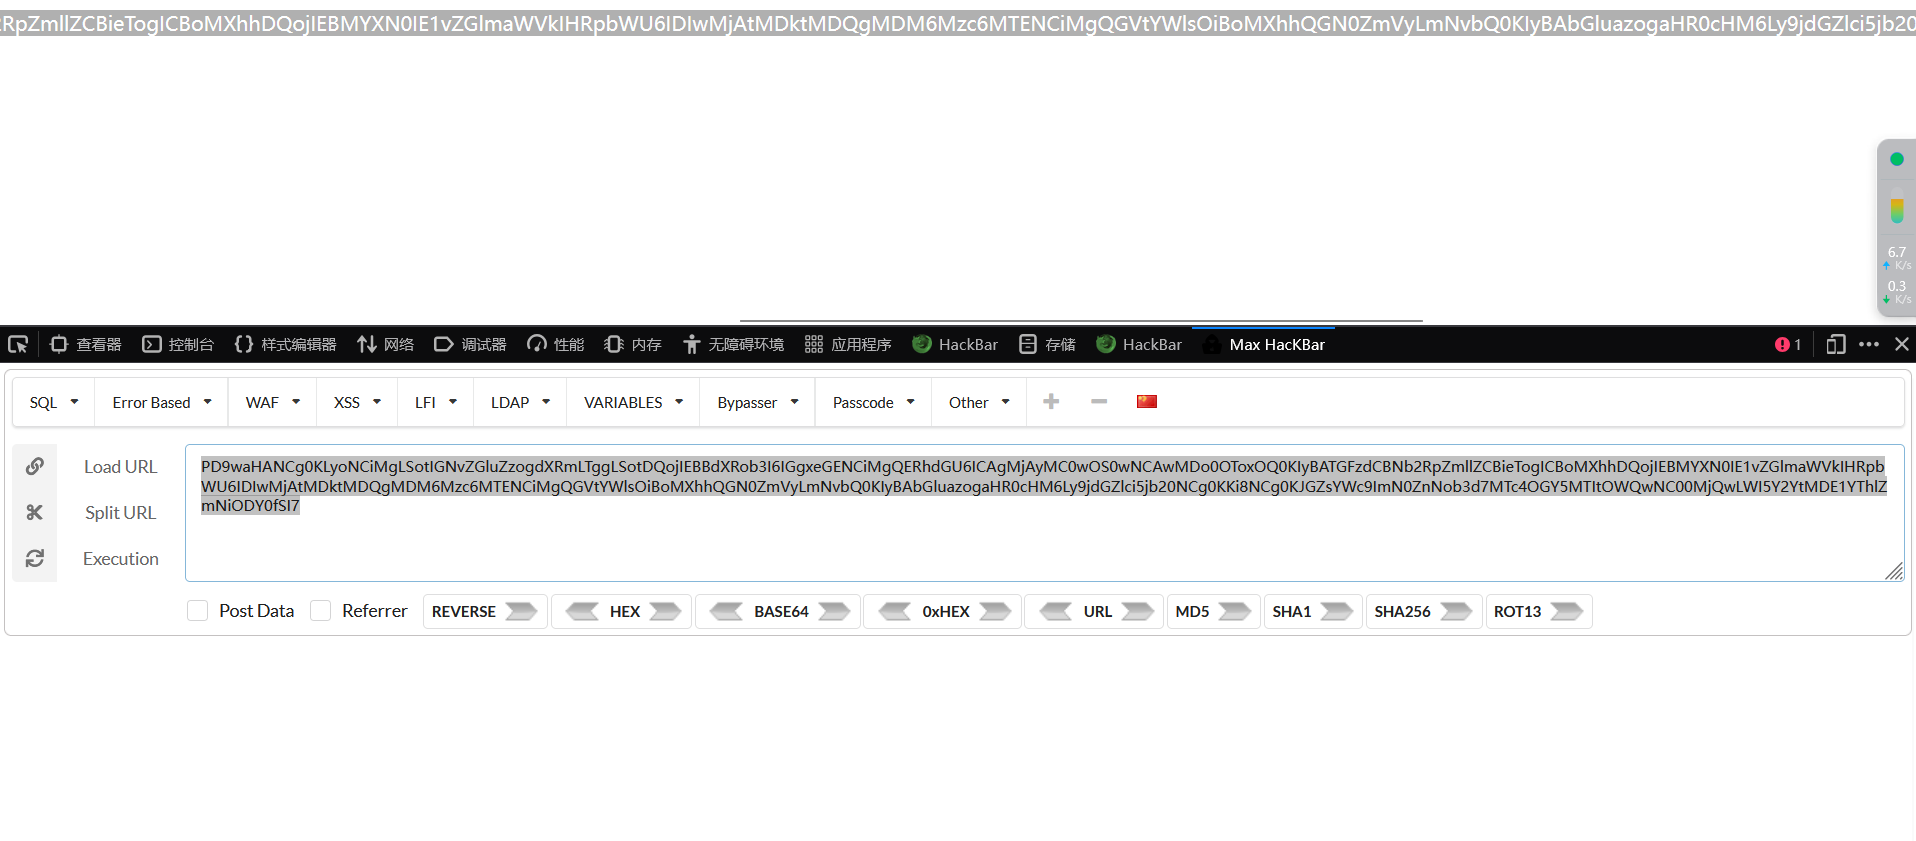 2RpZmllZCBieTogICBoMXhhDQojIEBMYXN0IE1vZGlmaWVkIHRpbWU6IDIwMjAtMDktMDQgMDM6Mzc6MTENCiMgQGVtYWlsOiBoMXhhQGN0ZmVyLmNvbQ0KIyBAbGluazogaHR0cHM6Ly9jdGZlci5jb20
6.7
K/s
0.3
K/s
查看器 控制台 {} 样式编辑器 网络 调试器 性能 内存 无障碍环境 应用程序 HackBar 存储 HackBar Max HacKBar 1
SQL Error Based WAF XSS LFI LDAP VARIABLES Bypasser Passcode Other
Load URL
Split URL
Execution
PD9waHANCg0KLyoNCiMgLSotIGNvZGluZzogdXRmLTggLSotDQojIEBBdXRob3I6IGgxeGENCiMgQERhdGU6ICAgMjAyMC0wOS0wNCAwMDo0OToxOQ0KIyBATGFzdCBNb2RpZmllZCBieTogICBoMXhhDQojIEBMYXN0IE1vZGlmaWVkIHRpbWU6IDIwMjAtMDktMDQgMDM6Mzc6MTENCiMgQGVtYWlsOiBoMXhhQGN0ZmVyLmNvbQ0KIyBAbGluazogaHR0cHM6Ly9jdGZlci5jb20NCg0KKi8NCg0KJGZsYWc9ImN0ZnNob3d7MTc4OGY5MTItOWQwNC00MjQwLWI5Y2YtMDE1YThlZmNiODY0fSI7
Post Data Referrer REVERSE HEX BASE64 0xHEX URL MD5 SHA1 SHA256 ROT13